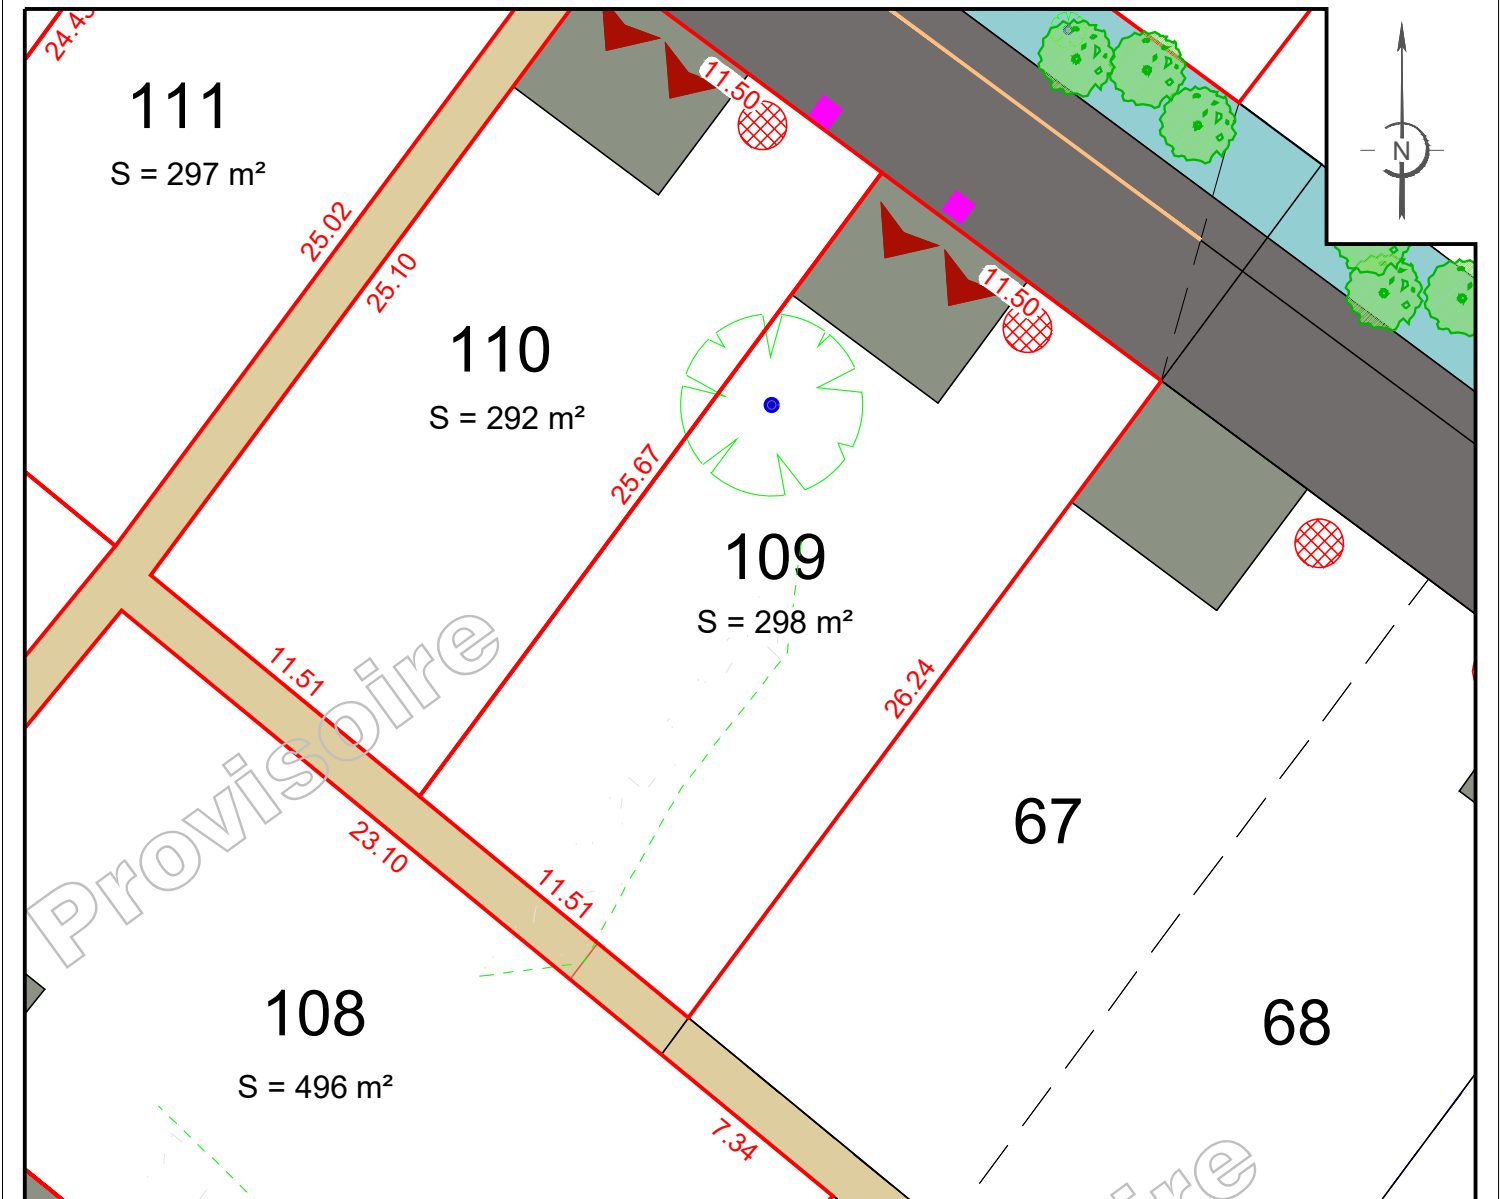 111
S = 297 m²
11.50
N
25.02
25.10
110
S = 292 m²
11.50
25.67
109
S = 298 m²
11.51
26.24
Provisoire
67
23.10
11.51
108
S = 496 m²
68
7.34